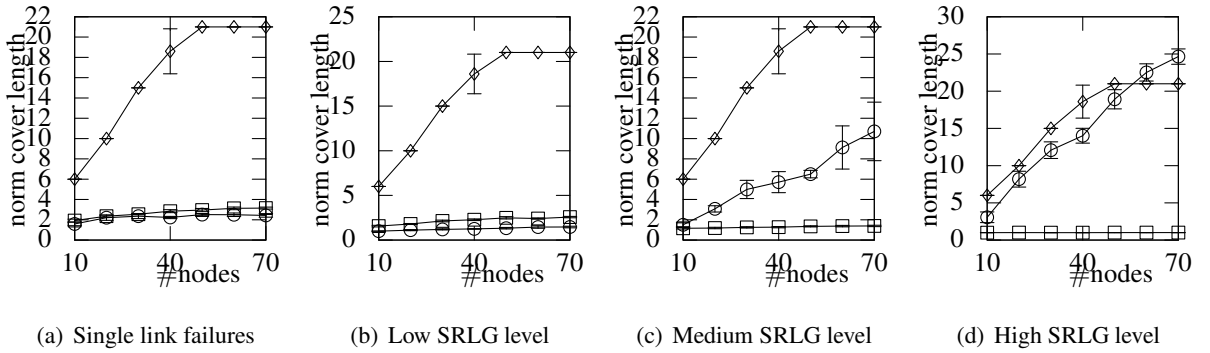 norm cover length
22
20
18
16
14
12
10
8
6
4
2
0
10 40 70
#nodes
(a) Single link failures
norm cover length
25
20
15
10
5
0
10 40 70
#nodes
(b) Low SRLG level
norm cover length
22
20
18
16
14
12
10
8
6
4
2
0
10 40 70
#nodes
(c) Medium SRLG level
norm cover length
30
25
20
15
10
5
0
10 40 70
#nodes
(d) High SRLG level